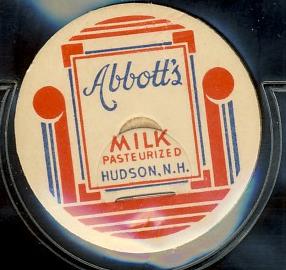 Abbott's
MILK
PASTEURIZED
HUDSON, N.H.